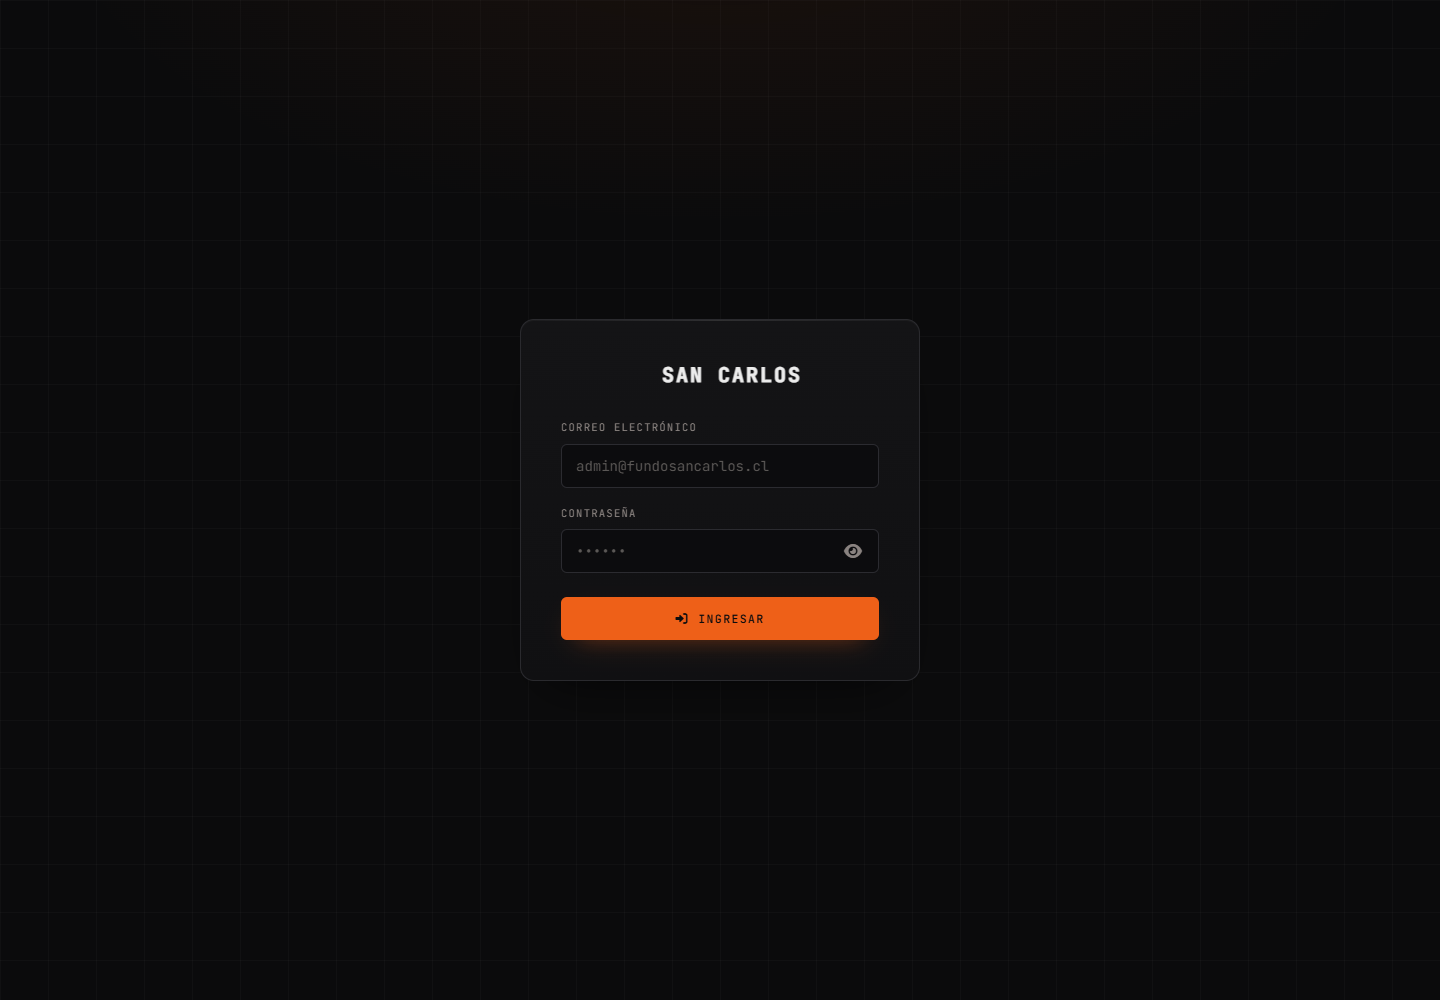 SAN CARLOS
CORREO ELECTRÓNICO
admin@fundosancarlos.cl
CONTRASEÑA
••••••
INGRESAR